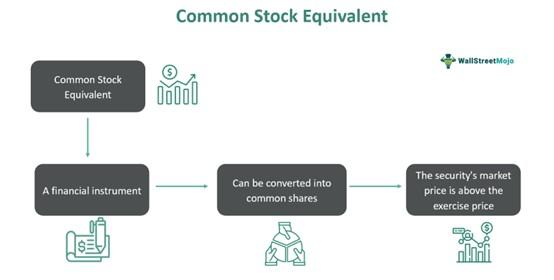 Common Stock Equivalent
WallStreetMojo
Common Stock
Equivalent
A financial instrument
Can be converted into
common shares
The security's market
price is above the
exercise price
$
$
$